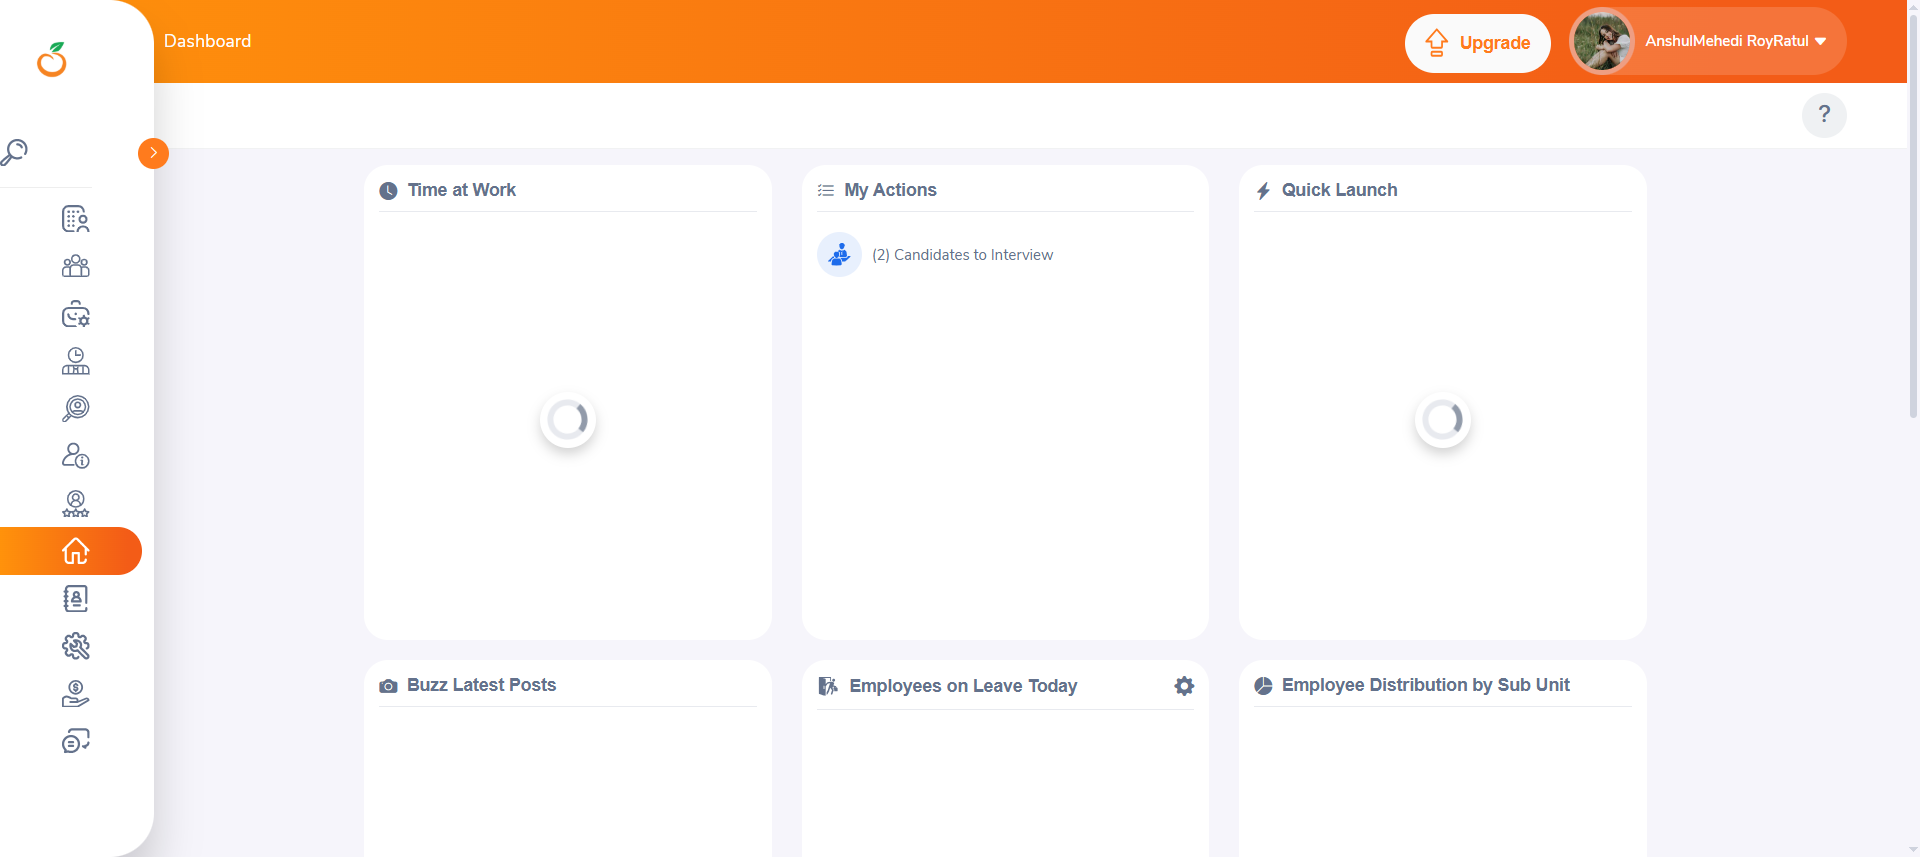 Dashboard
Upgrade
AnshulMehedi RoyRatul
?
Time at Work
My Actions
Quick Launch
(2) Candidates to Interview
Buzz Latest Posts
Employees on Leave Today
Employee Distribution by Sub Unit